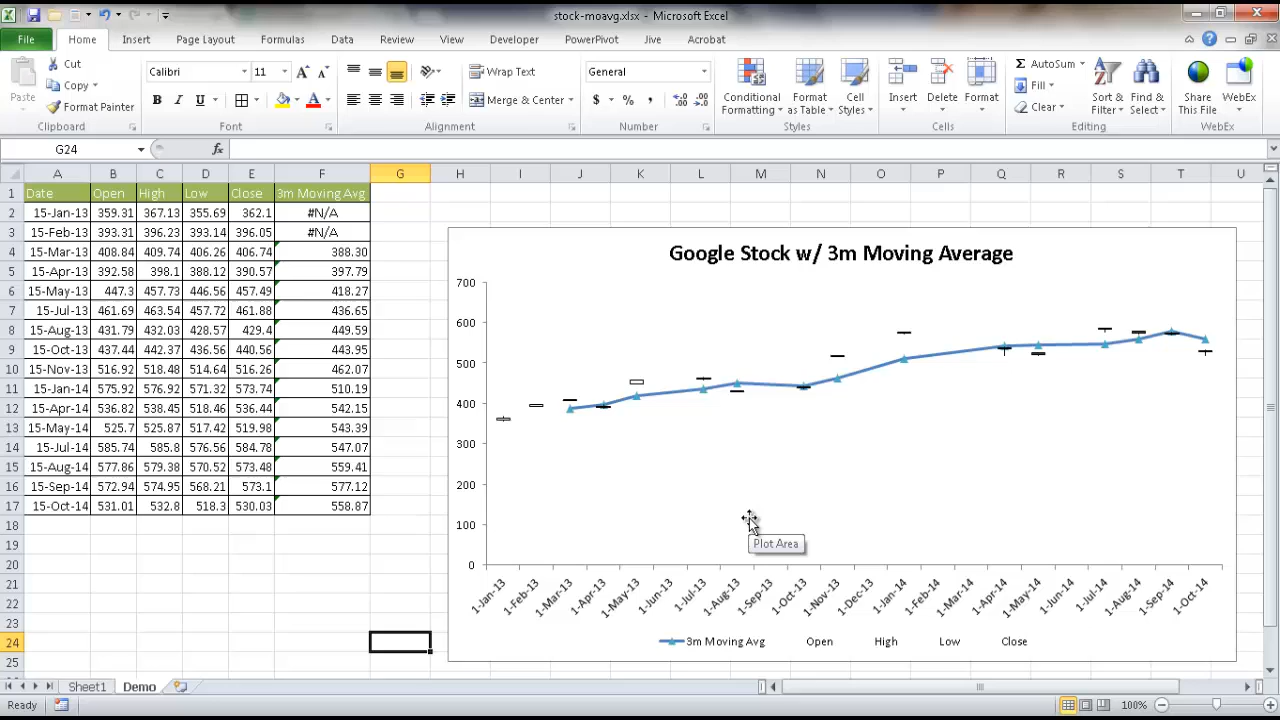 stock-moavg.xlsx - Microsoft Excel
File Home Insert Page Layout Formulas Data Review View Developer PowerPivot Jive Acrobat
Paste
Cut
Copy
Format Painter
Clipboard
Calibri 11
B I U
Font
Wrap Text
Merge & Center
Alignment
General
$ % ,
Number
Conditional Formatting
Format as Table
Cell Styles
Styles
Insert
Delete
Format
Cells
AutoSum
Fill
Clear
Sort & Filter
Find & Select
Editing
Share This File
WebEx
WebEx
G24 fx
A B C D E F G H I J K L M N O P Q R S T U
1 Date Open High Low Close 3m Moving Avg
2 15-Jan-13 359.31 367.13 355.69 362.1 #N/A
3 15-Feb-13 393.31 396.23 393.14 396.05 #N/A
4 15-Mar-13 408.84 409.74 406.26 406.74 388.30
5 15-Apr-13 392.58 398.1 388.12 390.57 397.79
6 15-May-13 447.3 457.73 446.56 457.49 418.27
7 15-Jul-13 461.69 463.54 457.72 461.88 436.65
8 15-Aug-13 431.79 432.03 428.57 429.4 449.59
9 15-Oct-13 437.44 442.37 436.56 440.56 443.95
10 15-Nov-13 516.92 518.48 514.64 516.26 462.07
11 15-Jan-14 575.92 576.92 571.32 573.74 510.19
12 15-Apr-14 536.82 538.45 518.46 536.44 542.15
13 15-May-14 525.7 525.87 517.42 519.98 543.39
14 15-Jul-14 585.74 585.8 576.56 584.78 547.07
15 15-Aug-14 577.86 579.38 570.52 573.48 559.41
16 15-Sep-14 572.94 574.95 568.21 573.1 577.12
17 15-Oct-14 531.01 532.8 518.3 530.03 558.87
18
19
20
21
22
23
24
25
Google Stock w/ 3m Moving Average
700
600
500
400
300
200
100
0
Plot Area
1-Jan-13 1-Feb-13 1-Mar-13 1-Apr-13 1-May-13 1-Jun-13 1-Jul-13 1-Aug-13 1-Sep-13 1-Oct-13 1-Nov-13 1-Dec-13 1-Jan-14 1-Feb-14 1-Mar-14 1-Apr-14 1-May-14 1-Jun-14 1-Jul-14 1-Aug-14 1-Sep-14 1-Oct-14
3m Moving Avg Open High Low Close
Sheet1 Demo
Ready 100%